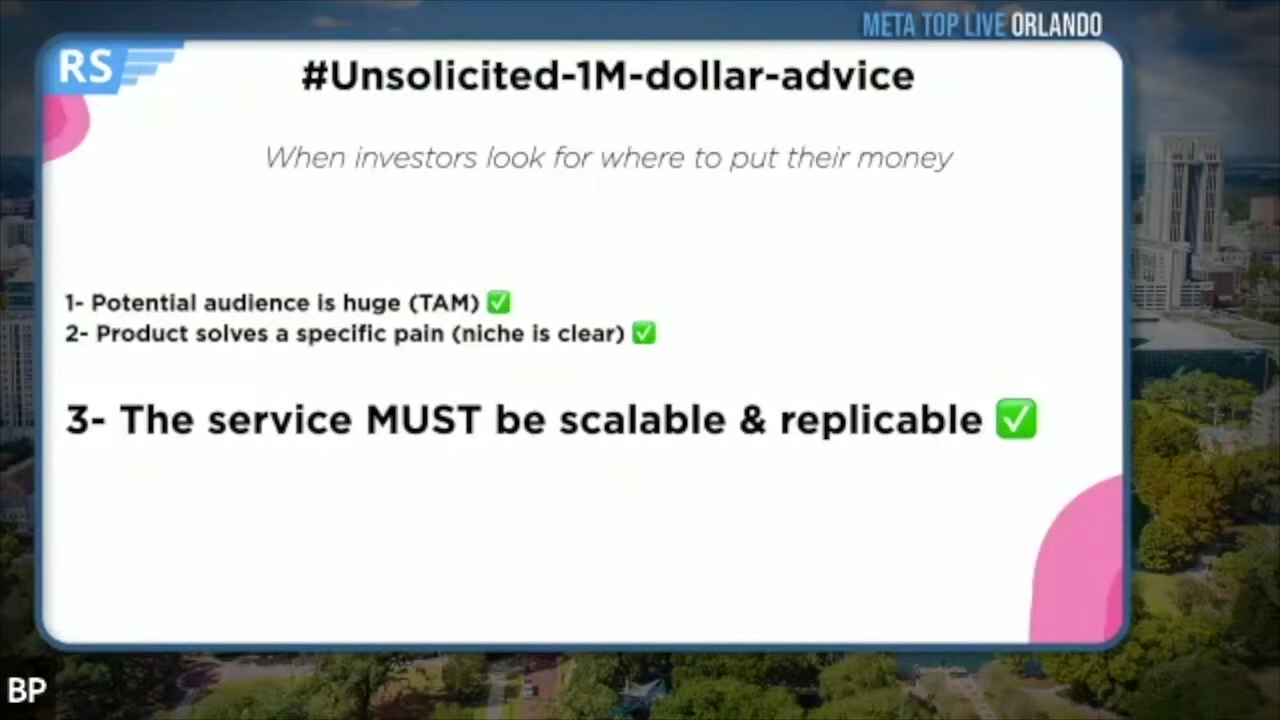 META TOP LIVE ORLANDO
RS
#Unsolicited-1M-dollar-advice
When investors look for where to put their money
1- Potential audience is huge (TAM) ✅
2- Product solves a specific pain (niche is clear) ✅
3- The service MUST be scalable & replicable ✅
BP